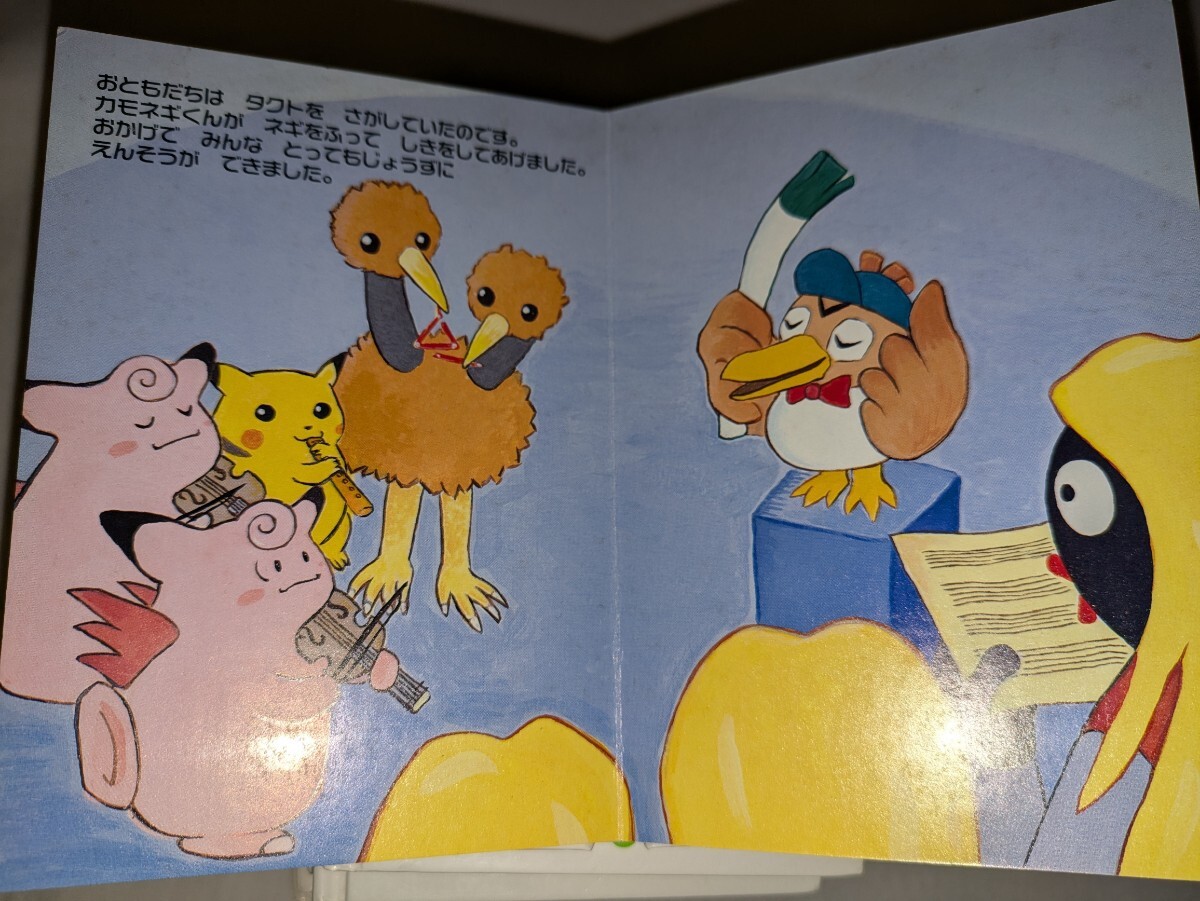 おともだちは　タクトを　さがしていたのです。
カモネギくんが　ネギをふって　しきをしてあげました。
おかげで　みんな　とってもじょうずに
えんそうが　できました。